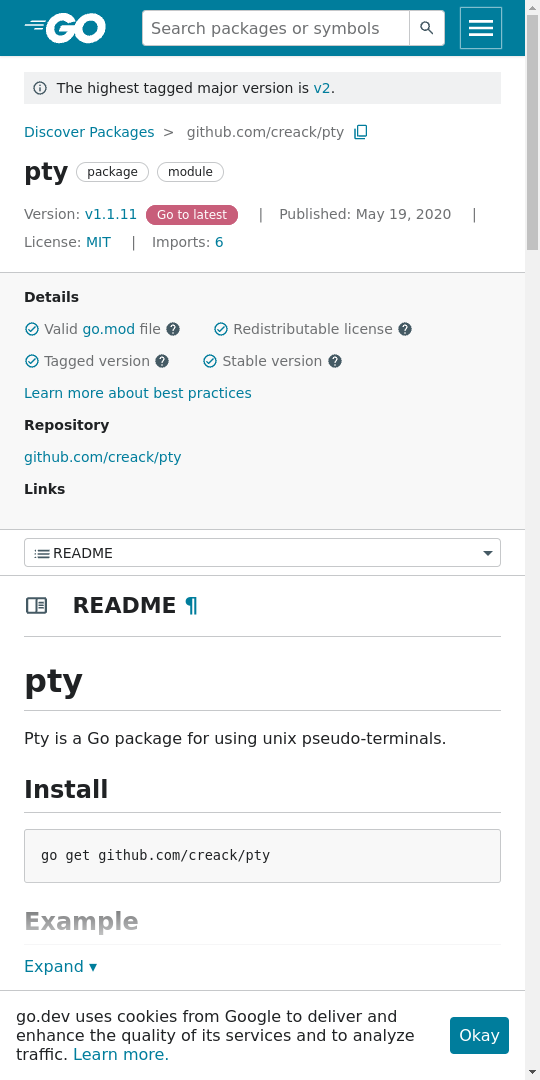 GO
Search packages or symbols
The highest tagged major version is v2.
Discover Packages > github.com/creack/pty
pty package module
Version: v1.1.11 Go to latest | Published: May 19, 2020 |
License: MIT | Imports: 6
Details
Valid go.mod file Redistributable license
Tagged version Stable version
Learn more about best practices
Repository
github.com/creack/pty
Links
README
README ¶
pty
Pty is a Go package for using unix pseudo-terminals.
Install
go get github.com/creack/pty
Example
Expand ▾
go.dev uses cookies from Google to deliver and
enhance the quality of its services and to analyze
traffic. Learn more.
Okay